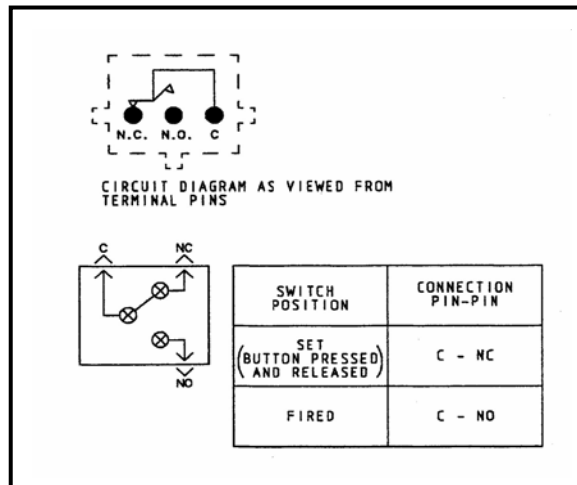 N.C. N.O. C
CIRCUIT DIAGRAM AS VIEWED FROM
TERMINAL PINS
C NC
NO
SWITCH
POSITION
CONNECTION
PIN-PIN
SET
(BUTTON PRESSED
AND RELEASED)
C - NC
FIRED
C - NO